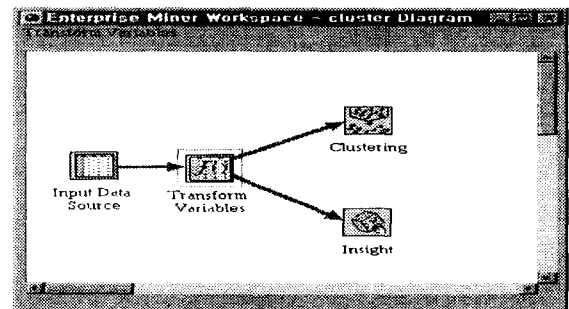 Enterprise Miner Workspace - cluster Diagram
Transform Variables
Clustering
Input Data
Source
Transform
Variables
Insight